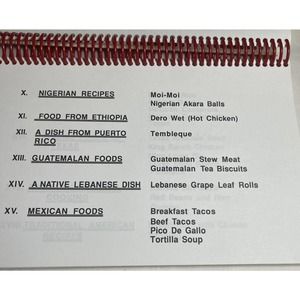 X. NIGERIAN RECIPES Moi-Moi
Nigerian Akara Balls
XI. FOOD FROM ETHIOPIA Dero Wet (Hot Chicken)
XII. A DISH FROM PUERTO Tembleque
RICO
XIII. GUATEMALAN FOODS Guatemalan Stew Meat
Guatemalan Tea Biscuits
XIV. A NATIVE LEBANESE DISH Lebanese Grape Leaf Rolls
XV. MEXICAN FOODS Breakfast Tacos
Beef Tacos
Pico De Gallo
Tortilla Soup